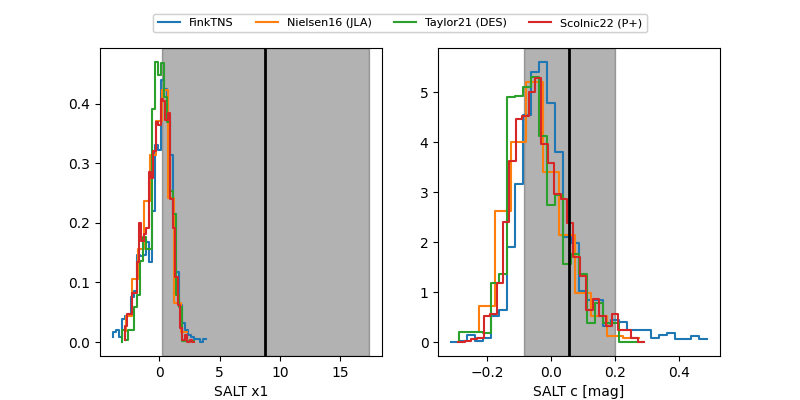 FinkTNS Nielsen16 (JLA) Taylor21 (DES) Scolnic22 (P+)
0.4
0.3
0.2
0.1
0.0
0 5 10 15
SALT x1
5
4
3
2
1
0
−0.2 0.0 0.2 0.4
SALT c [mag]